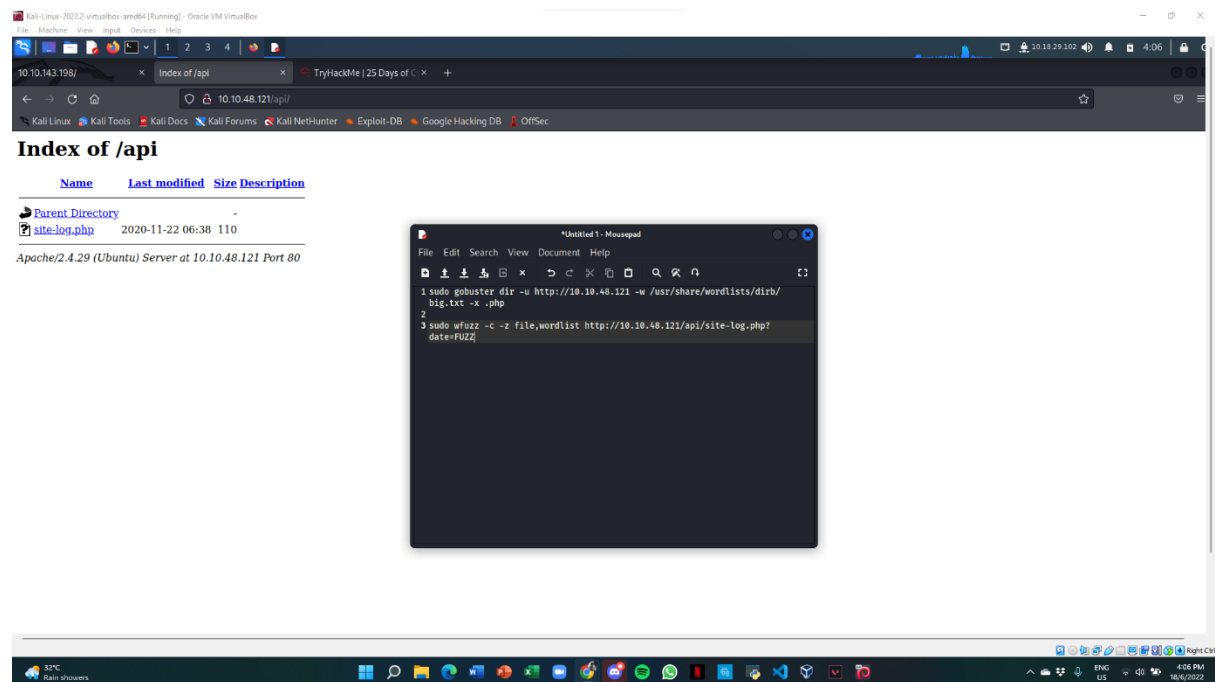 Kali-Linux-2022.2-virtualbox-amd64 [Running] - Oracle VM VirtualBox
File Machine View Input Devices Help
1 2 3 4 10.18.29.102 4:06
10.10.143.198/ × Index of /api × TryHackMe | 25 Days of C × +
10.10.48.121/api/
Kali Linux Kali Tools Kali Docs Kali Forums Kali NetHunter Exploit-DB Google Hacking DB OffSec
Index of /api
Name Last modified Size Description
Parent Directory -
site-log.php 2020-11-22 06:38 110
Apache/2.4.29 (Ubuntu) Server at 10.10.48.121 Port 80
*Untitled 1 - Mousepad
File Edit Search View Document Help
1 sudo gobuster dir -u http://10.10.48.121 -w /usr/share/wordlists/dirb/
big.txt -x .php
2
3 sudo wfuzz -c -z file,wordlist http://10.10.48.121/api/site-log.php?
date=FUZZ
Right Ctrl
32°C
Rain showers
ENG
US
4:06 PM
18/6/2022